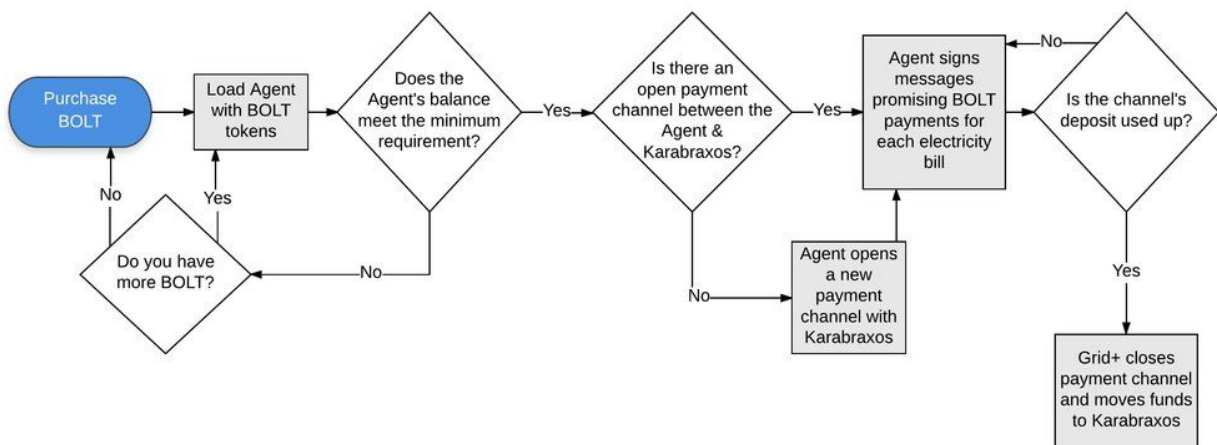 Purchase
BOLT
Load Agent
with BOLT
tokens
Does the
Agent's balance
meet the minimum
requirement?
Yes
Is there an
open payment
channel between the
Agent &
Karabraxos?
Yes
Agent signs
messages
promising BOLT
payments for
each electricity
bill
No
Is the channel's
deposit used up?
No
Yes
Do you have
more BOLT?
No
No
Agent opens
a new
payment
channel with
Karabraxos
Yes
Grid+ closes
payment channel
and moves funds
to Karabraxos